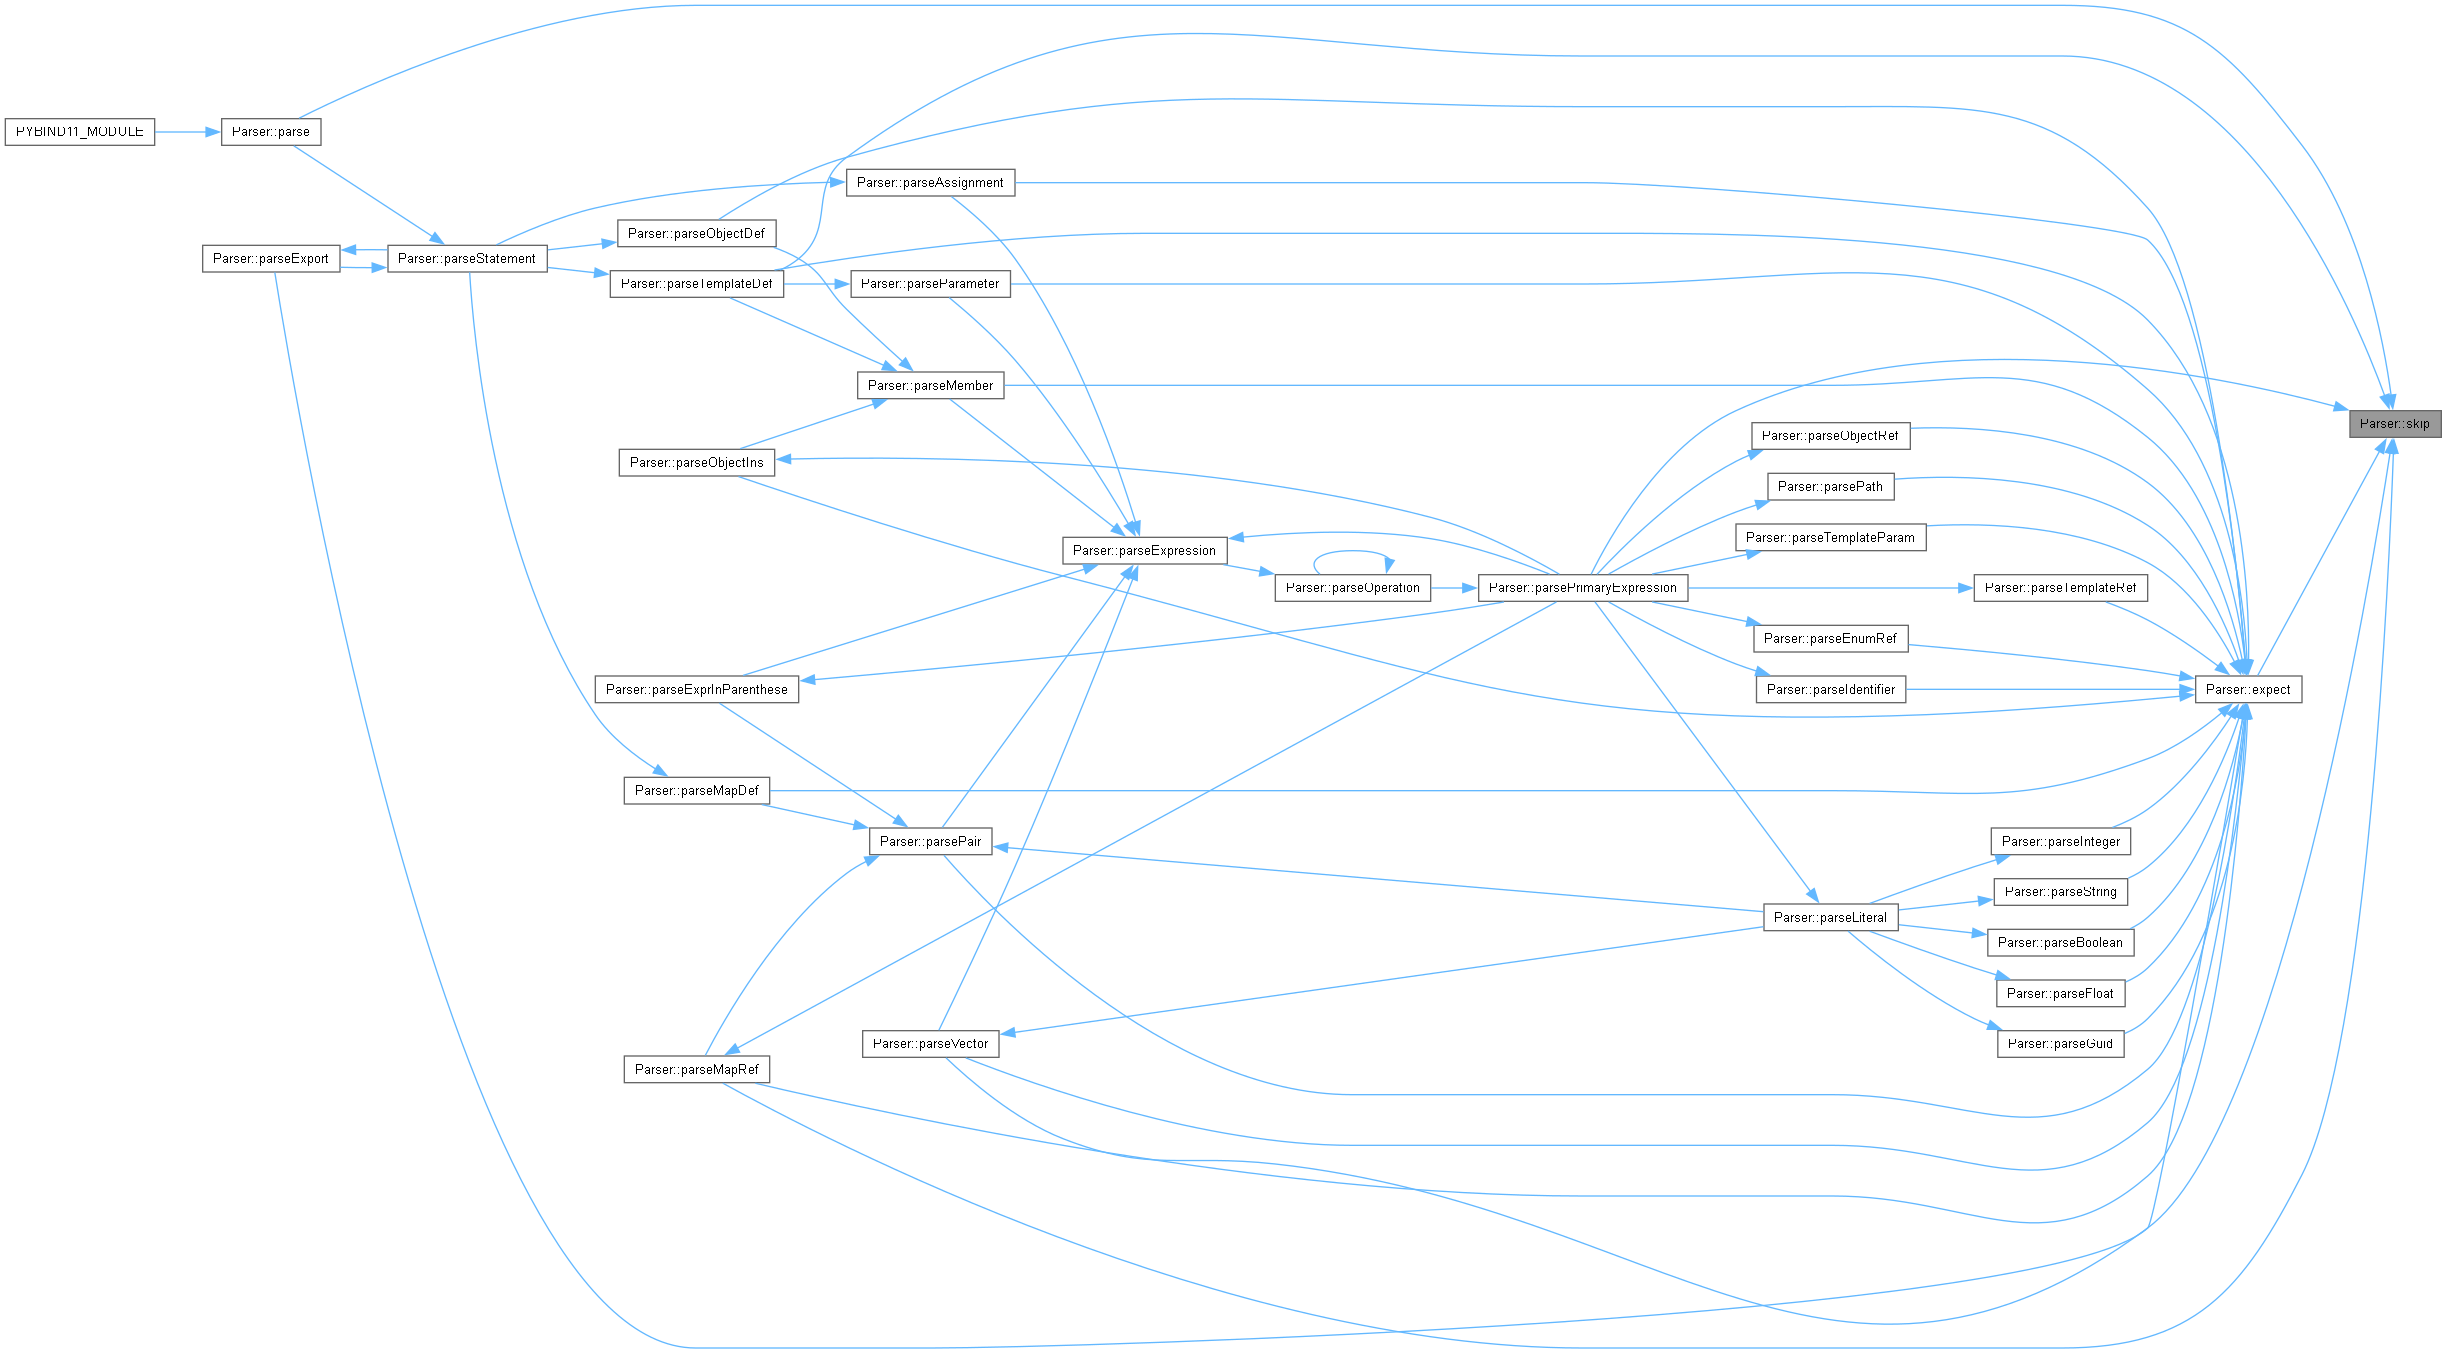 PYBIND11_MODULE
Parser::parse
Parser::parseExport
Parser::parseStatement
Parser::parseObjectDef
Parser::parseTemplateDef
Parser::parseObjectIns
Parser::parseExprInParenthese
Parser::parseMapDef
Parser::parseMapRef
Parser::parseAssignment
Parser::parseParameter
Parser::parseMember
Parser::parsePair
Parser::parseVector
Parser::parseExpression
Parser::parseOperation
Parser::parsePrimaryExpression
Parser::parseObjectRef
Parser::parsePath
Parser::parseTemplateParam
Parser::parseTemplateRef
Parser::parseEnumRef
Parser::parseIdentifier
Parser::parseLiteral
Parser::parseInteger
Parser::parseString
Parser::parseBoolean
Parser::parseFloat
Parser::parseGuid
Parser::expect
Parser::skip